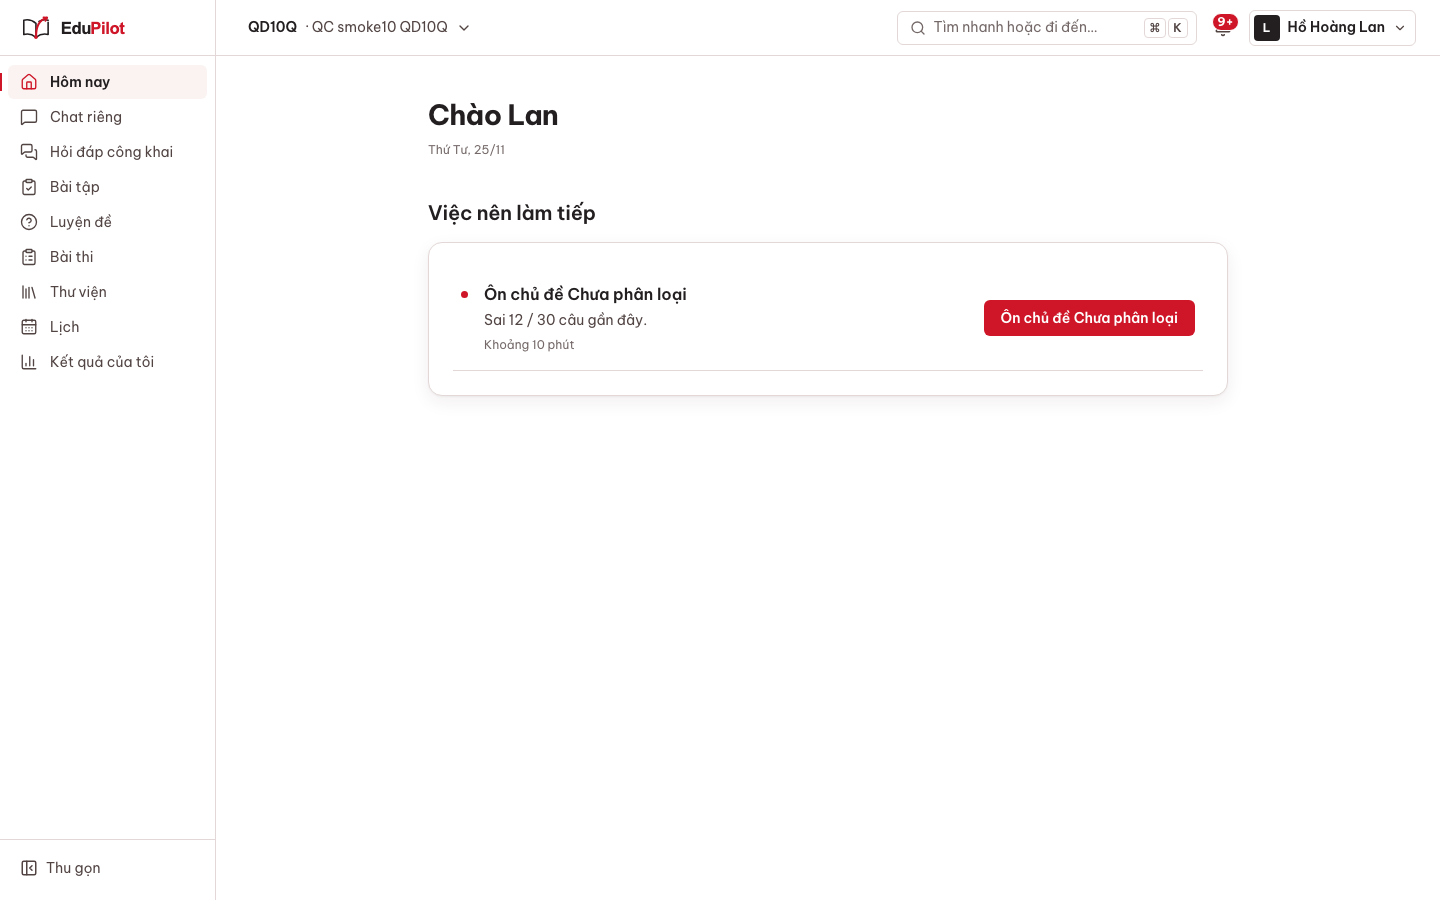 EduPilot
QD10Q · QC smoke10 QD10Q
Tìm nhanh hoặc đi đến...
⌘ K
9+
L Hồ Hoàng Lan
Hôm nay
Chat riêng
Hỏi đáp công khai
Bài tập
Luyện đề
Bài thi
Thư viện
Lịch
Kết quả của tôi
Thu gọn
Chào Lan
Thứ Tư, 25/11
Việc nên làm tiếp
Ôn chủ đề Chưa phân loại
Sai 12 / 30 câu gần đây.
Khoảng 10 phút
Ôn chủ đề Chưa phân loại